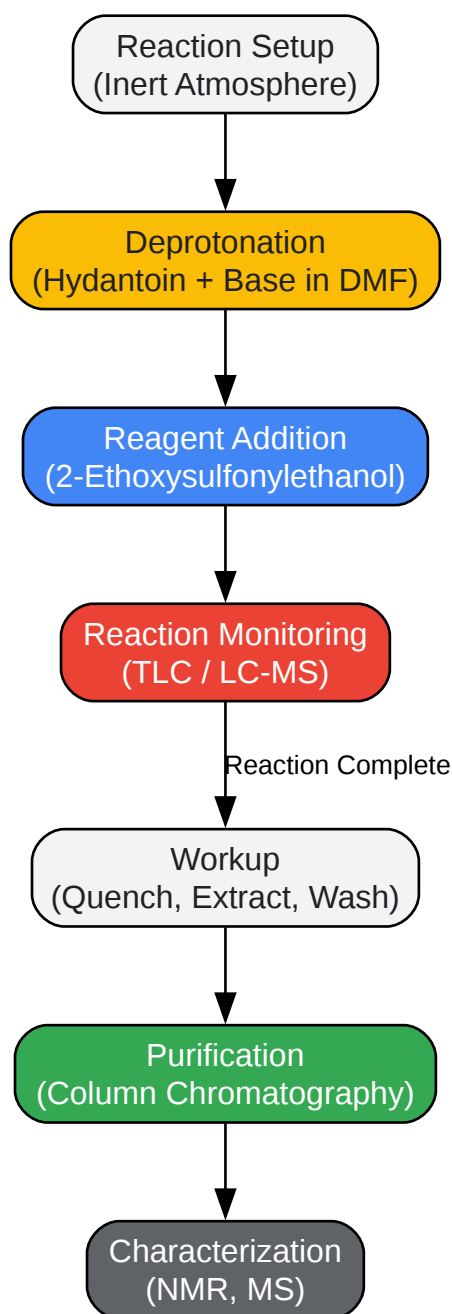 Reaction Setup
(Inert Atmosphere)
Deprotonation
(Hydantoin + Base in DMF)
Reagent Addition
(2-Ethoxysulfonylethanol)
Reaction Monitoring
(TLC / LC-MS)
Reaction Complete
Workup
(Quench, Extract, Wash)
Purification
(Column Chromatography)
Characterization
(NMR, MS)